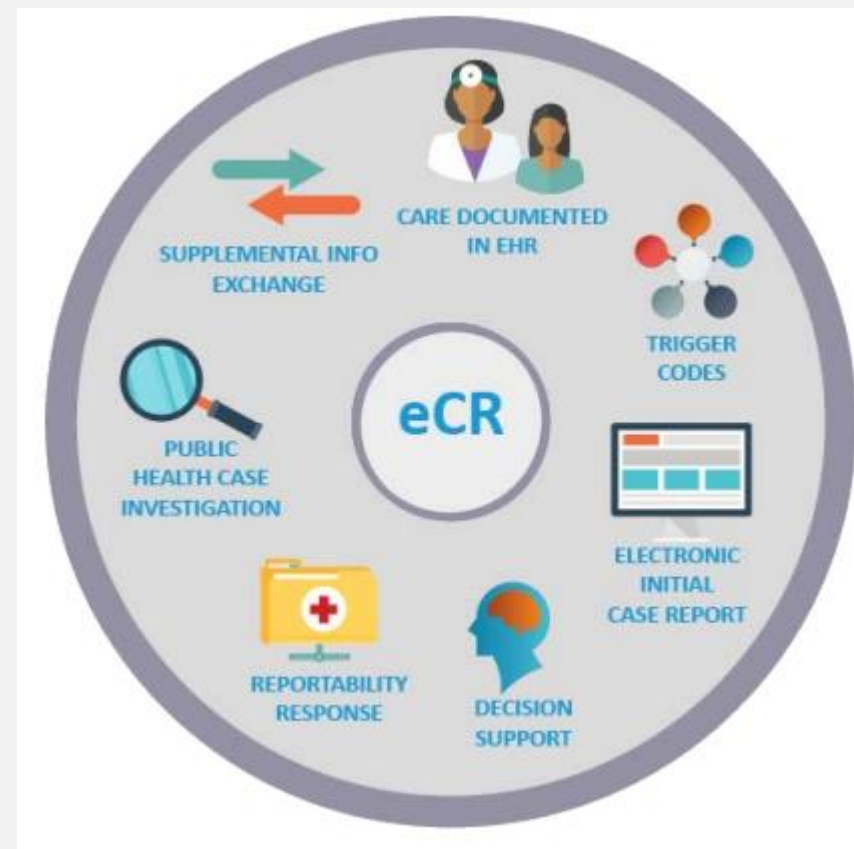 CARE DOCUMENTED
IN EHR
TRIGGER
CODES
ELECTRONIC
INITIAL
CASE REPORT
DECISION
SUPPORT
REPORTABILITY
RESPONSE
PUBLIC
HEALTH CASE
INVESTIGATION
SUPPLEMENTAL INFO
EXCHANGE
eCR